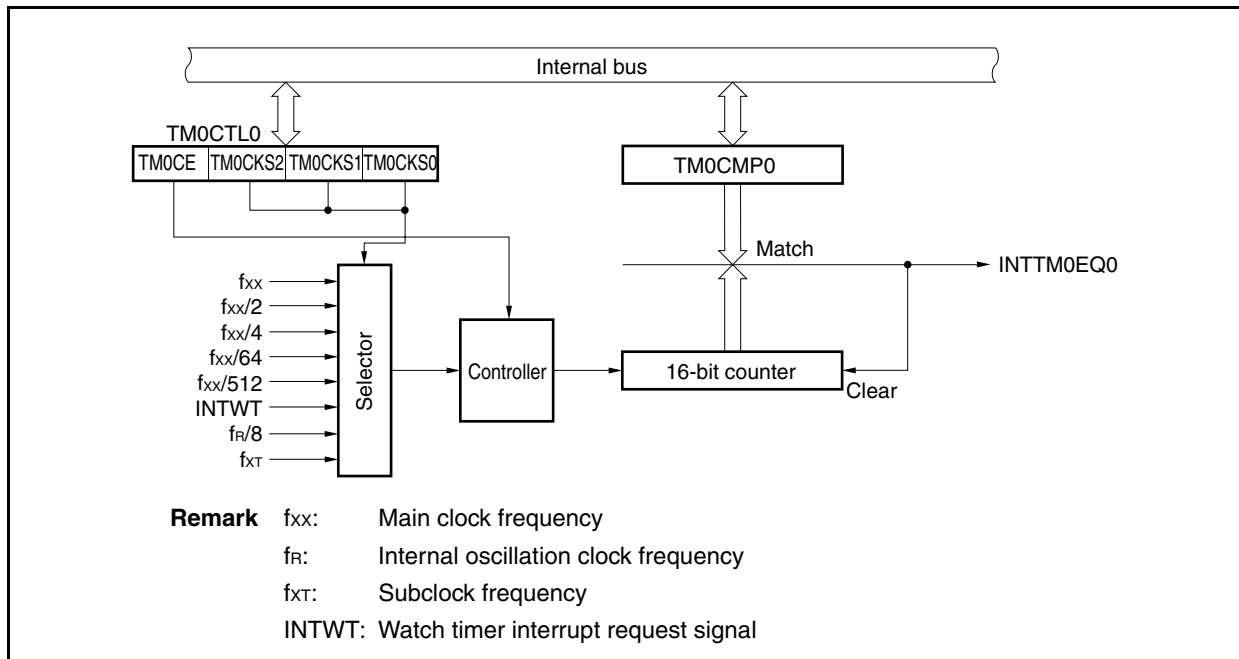 Internal bus
TM0CTL0
TM0CE TM0CKS2 TM0CKS1 TM0CKS0
TM0CMP0
Match
INTTM0EQ0
fXX
fXX/2
fXX/4
fXX/64
fXX/512
INTWT
fR/8
fXT
Selector
Controller
16-bit counter
Clear
Remark fXX: Main clock frequency
fR: Internal oscillation clock frequency
fXT: Subclock frequency
INTWT: Watch timer interrupt request signal